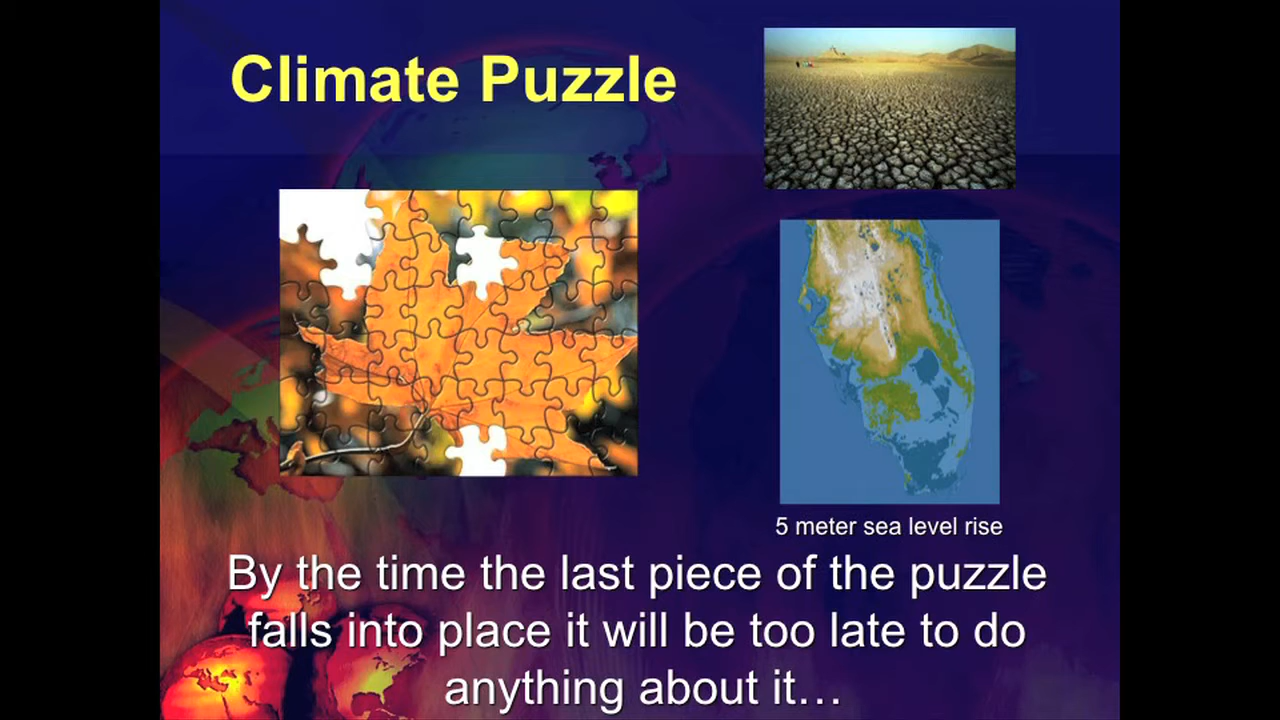 Climate Puzzle
5 meter sea level rise
By the time the last piece of the puzzle
falls into place it will be too late to do
anything about it…